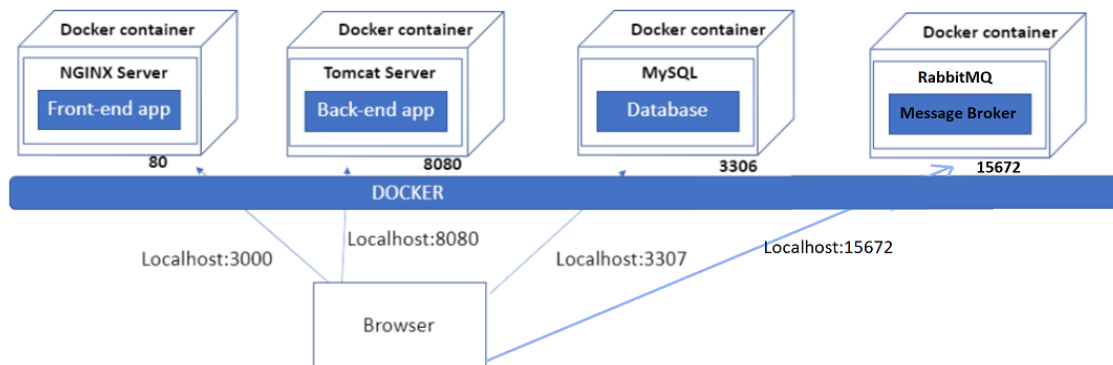 Docker container
NGINX Server
Front-end app
80
Docker container
Tomcat Server
Back-end app
8080
Docker container
MySQL
Database
3306
Docker container
RabbitMQ
Message Broker
15672
DOCKER
Localhost:3000
Localhost:8080
Localhost:3307
Localhost:15672
Browser